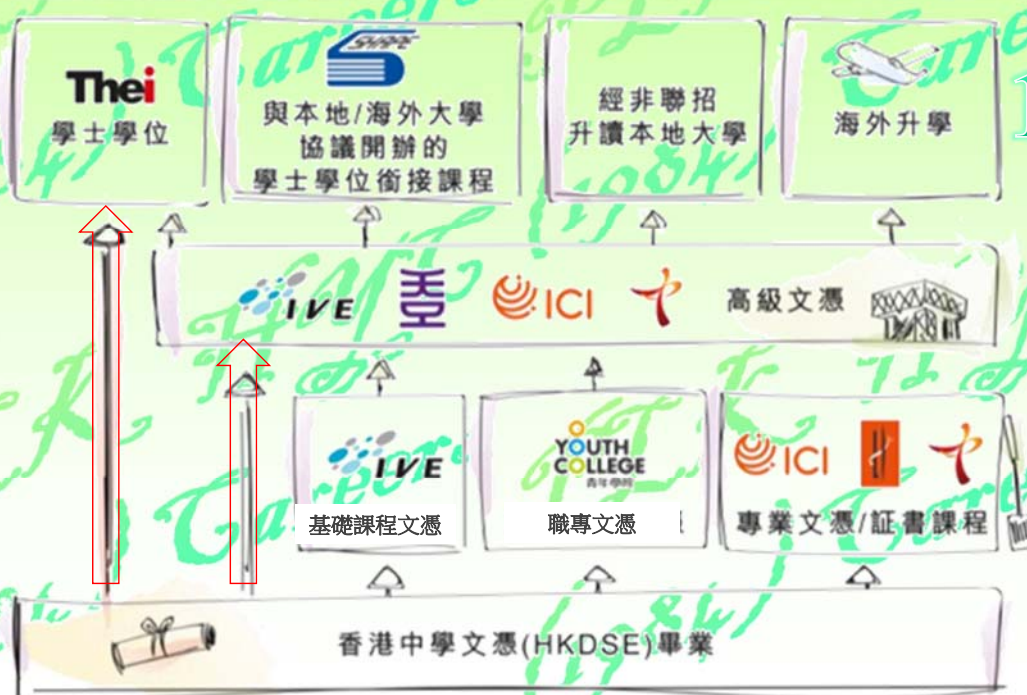 Thei
學士學位
SHAPE
與本地/海外大學
協議開辦的
學士學位銜接課程
經非聯招
升讀本地大學
海外升學
IVE
ICI
高級文憑
IVE
基礎課程文憑
YOUTH
COLLEGE
青年學院
職專文憑
ICI
專業文憑/証書課程
香港中學文憑(HKDSE)畢業